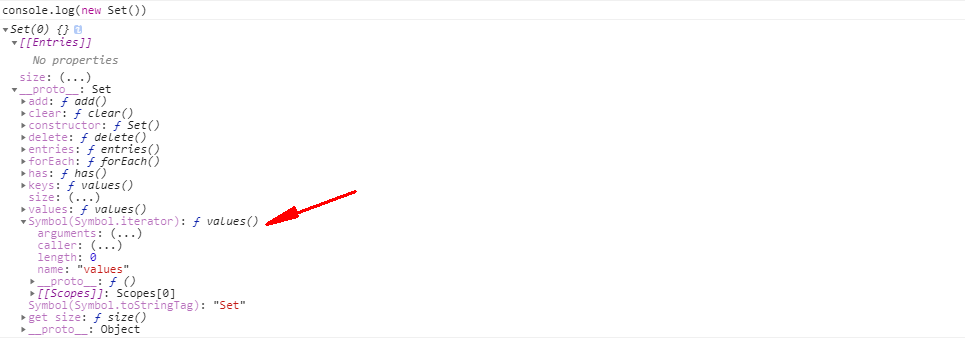 console.log(new Set())
▼Set(0) {} i
▼[[Entries]]
No properties
size: (...)
▼__proto__: Set
▶add: ƒ add()
▶clear: ƒ clear()
▶constructor: ƒ Set()
▶delete: ƒ delete()
▶entries: ƒ entries()
▶forEach: ƒ forEach()
▶has: ƒ has()
▶keys: ƒ values()
size: (...)
▶values: ƒ values()
▼Symbol(Symbol.iterator): ƒ values()
arguments: (...)
caller: (...)
length: 0
name: "values"
▶__proto__: ƒ ()
▶[[Scopes]]: Scopes[0]
Symbol(Symbol.toStringTag): "Set"
▶get size: ƒ size()
▶__proto__: Object